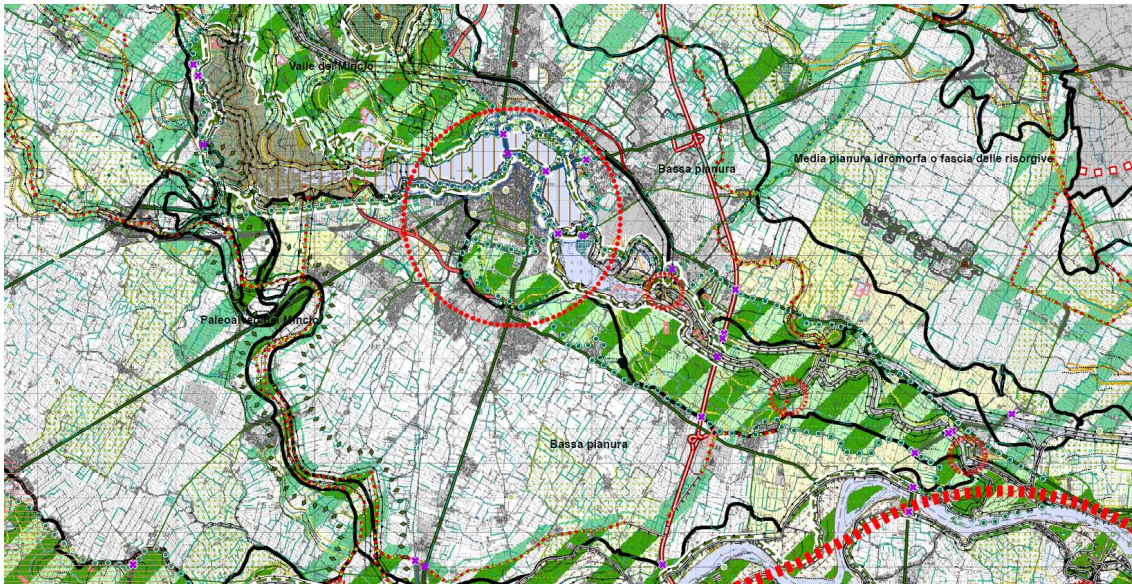 Valle del Mincio
Media pianura idromorfa o fascia delle risorgive
Bassa pianura
Paleoalveo del Mincio
Bassa pianura